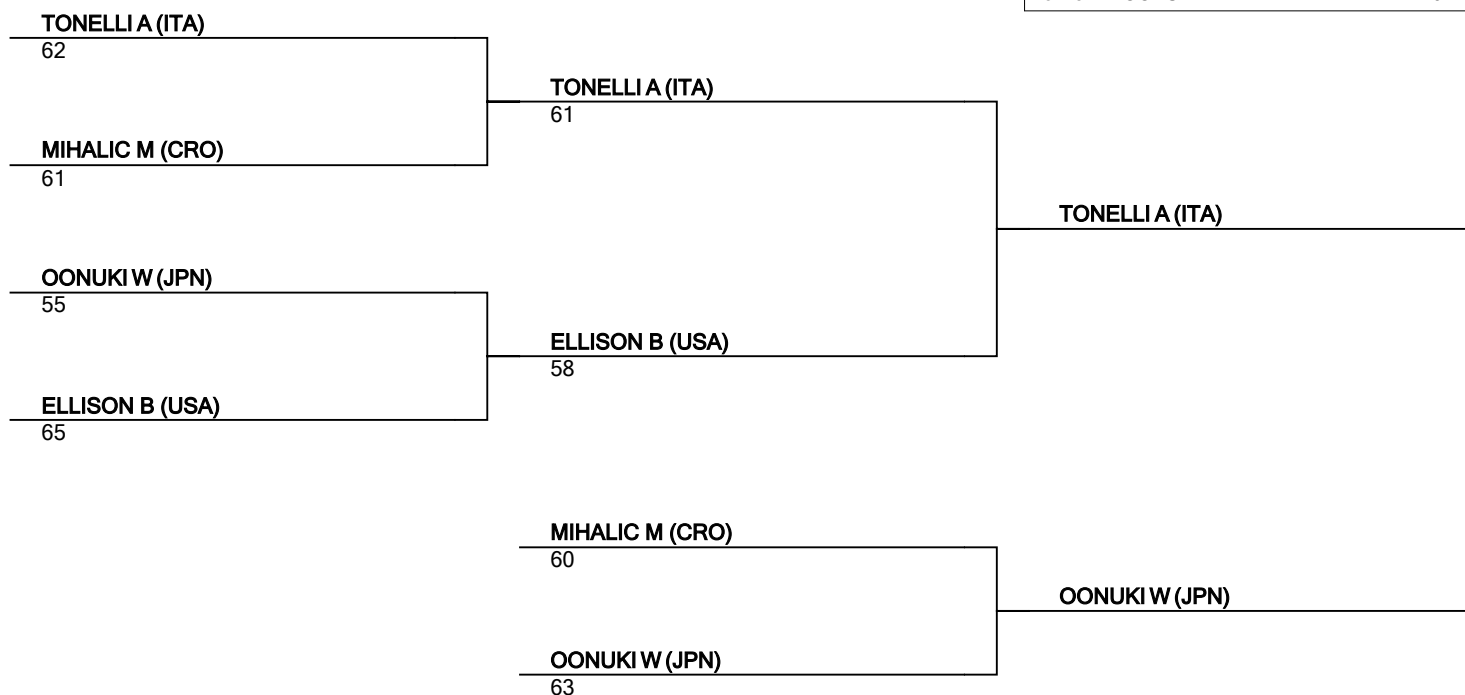 TONELLI A (ITA)
62
MIHALIC M (CRO)
61
OONUKI W (JPN)
55
ELLISON B (USA)
65
TONELLI A (ITA)
61
ELLISON B (USA)
58
MIHALIC M (CRO)
60
OONUKI W (JPN)
63
TONELLI A (ITA)
OONUKI W (JPN)